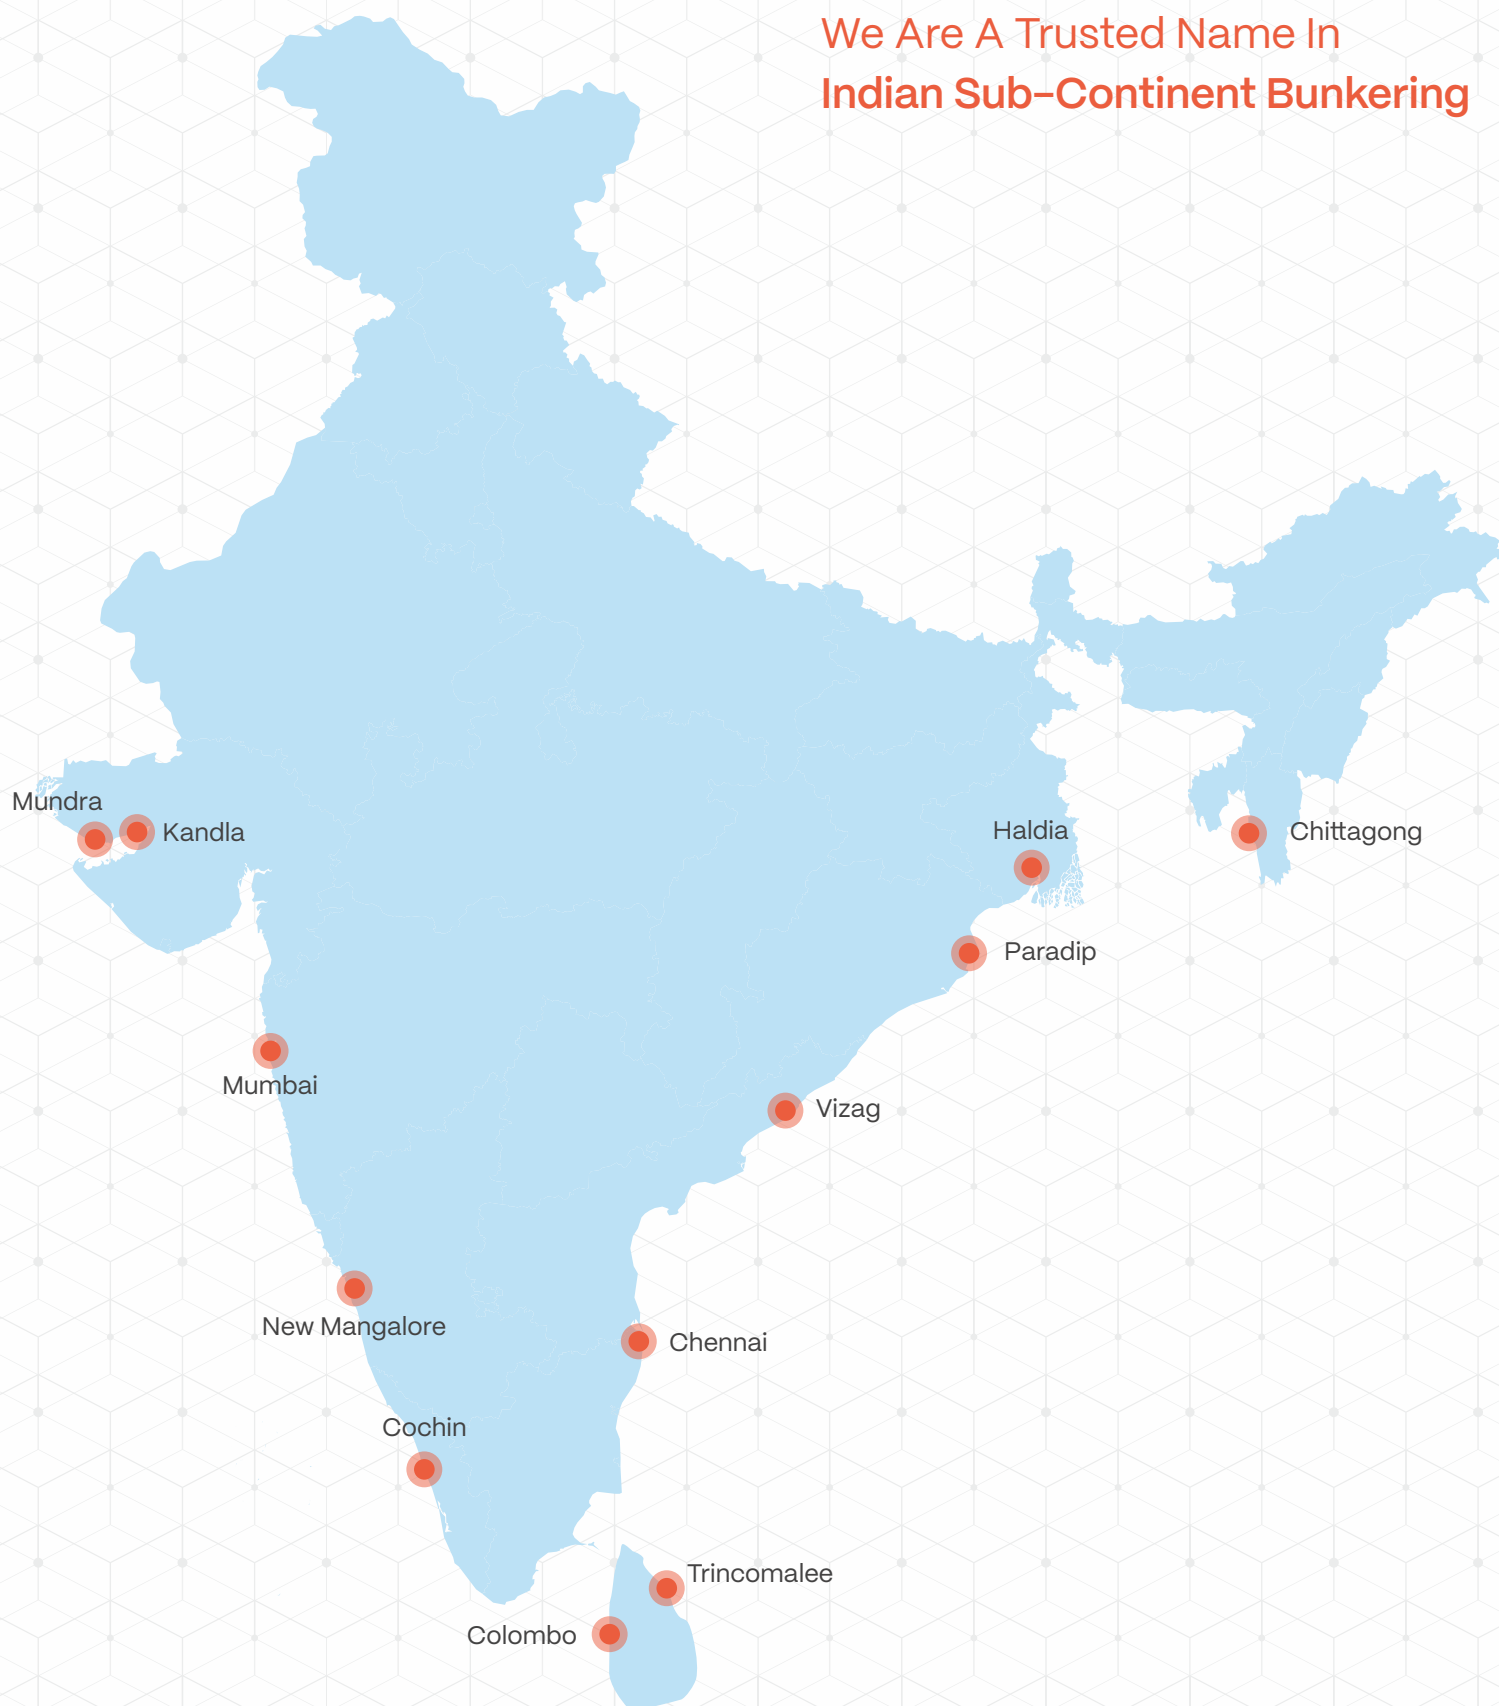 We Are A Trusted Name In
Indian Sub-Continent Bunkering
Mundra
Kandla
Haldia
Chittagong
Paradip
Mumbai
Vizag
New Mangalore
Chennai
Cochin
Trincomalee
Colombo